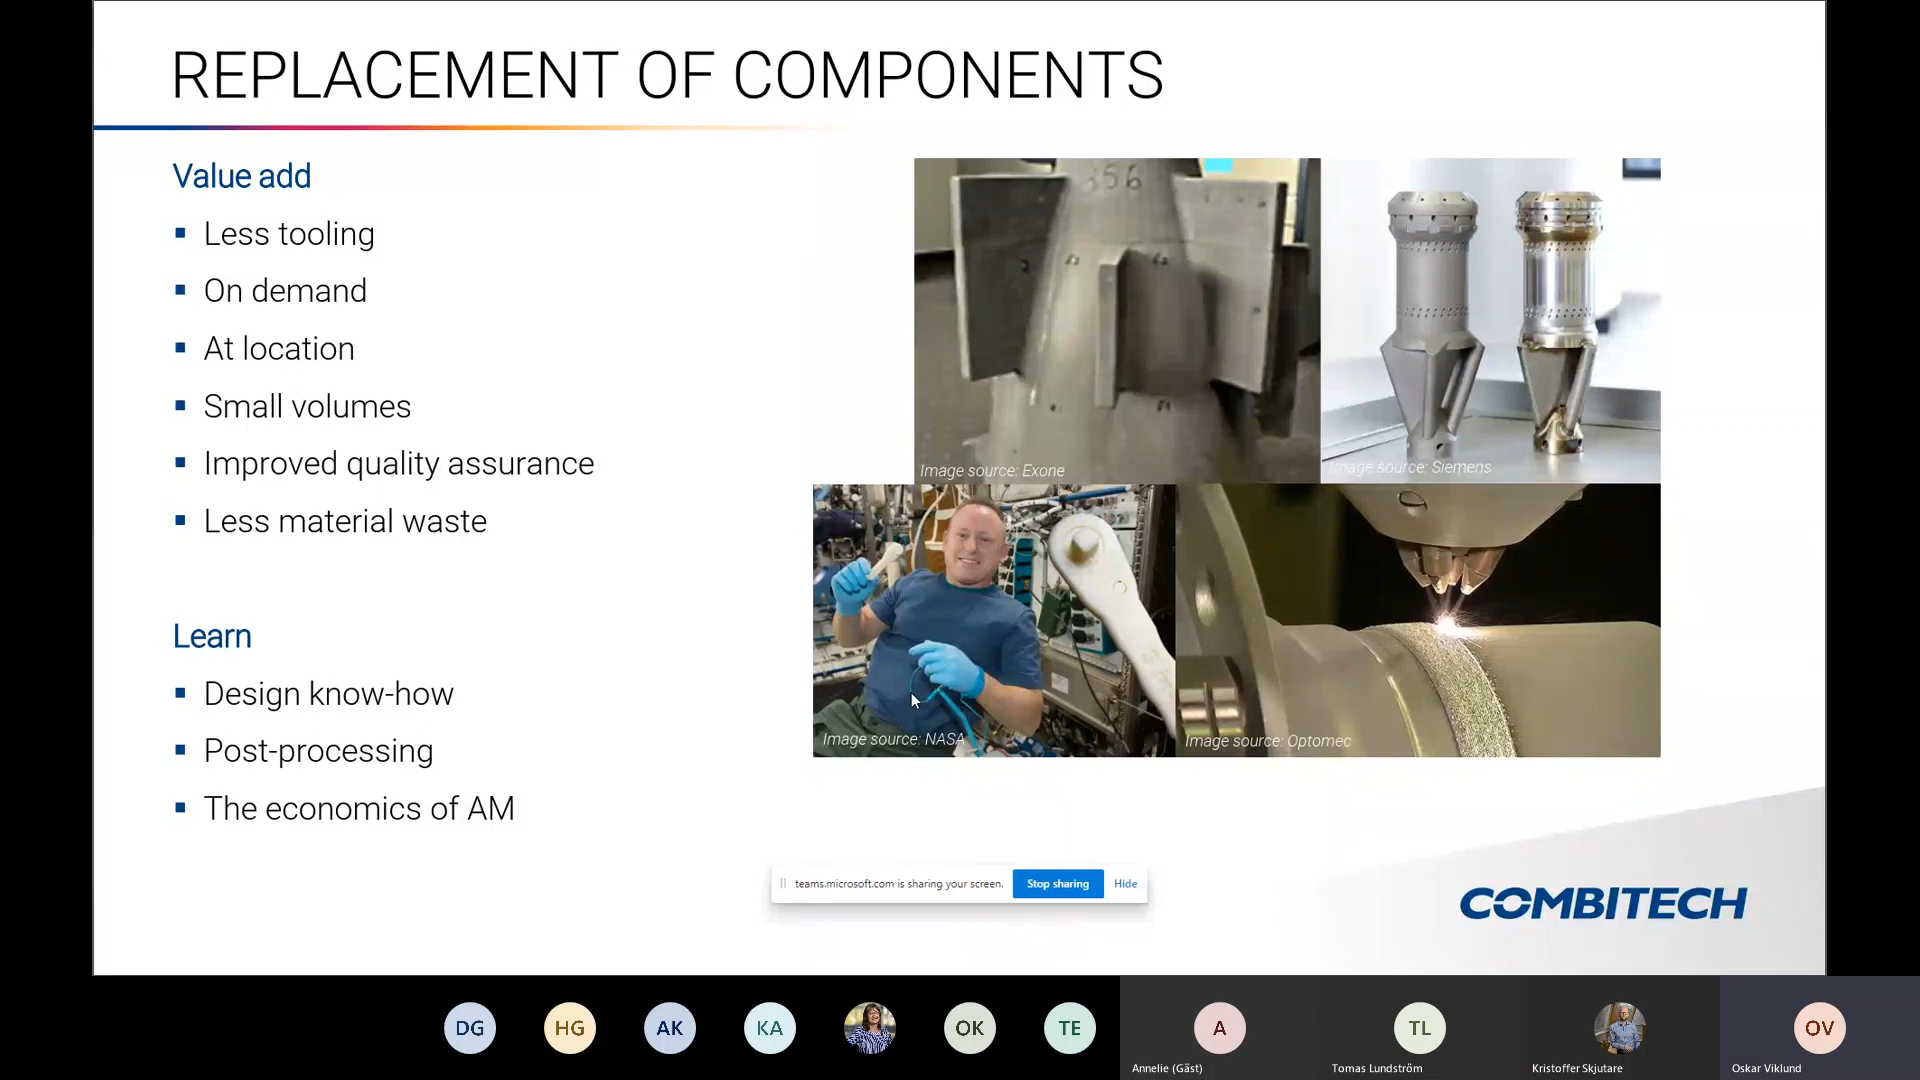 REPLACEMENT OF COMPONENTS
Value add
Less tooling
On demand
At location
Small volumes
Improved quality assurance
Less material waste
Learn
Design know-how
Post-processing
The economics of AM
356
Image source: Exone
Image source: Siemens
Image source: NASA
Image source: Optomec
teams.microsoft.com is sharing your screen.
Stop sharing
Hide
COMBITECH
DG
HG
AK
KA
OK
TE
A
TL
OV
Annelie (Gäst)
Tomas Lundström
Kristoffer Skjutare
Oskar Viklund